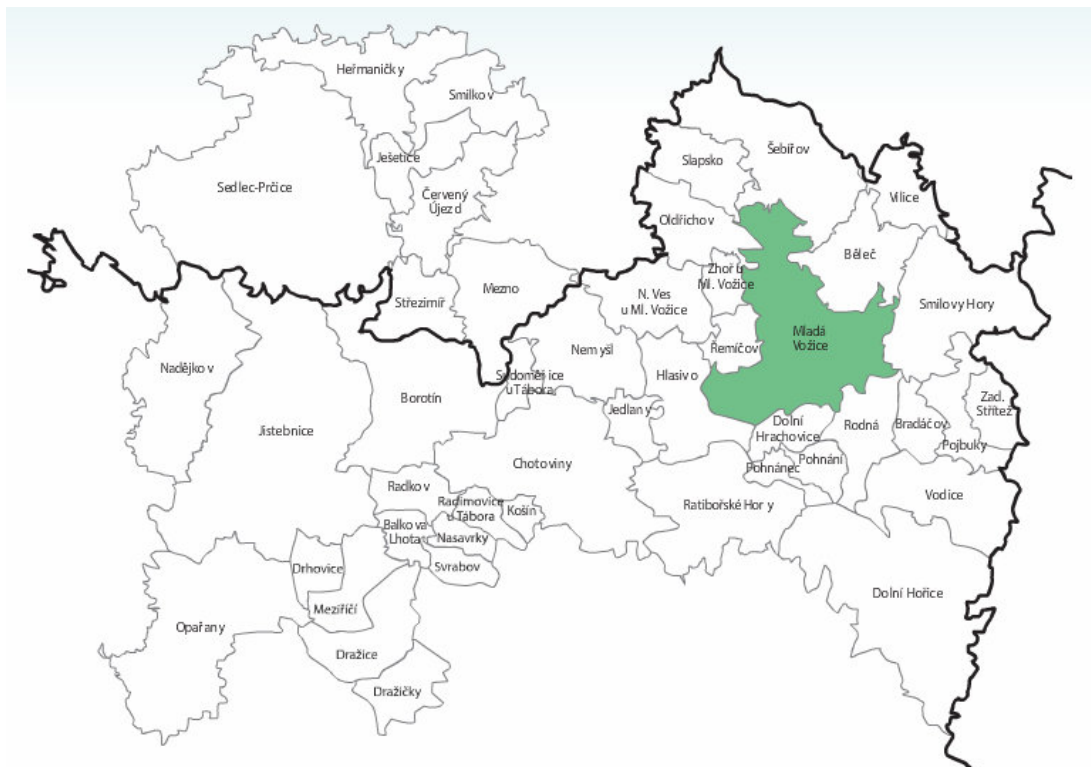 Heřmaničky
Smilkov
Ješetice
Sedlec-Prčice
Červený
Újezd
Střezimíř
Mezno
Slapsko
Šebířov
Vilice
Oldřichov
Běleč
Zhoř u
Ml. Vožice
N. Ves
u Ml. Vožice
Smilovy Hory
Mladá
Vožice
Řemíčov
Nemyšl
Hlasivo
Nadějkov
Sudoměřice
u Tábora
Borotín
Jistebnice
Jedlany
Zad.
Střítež
Dolní
Hrachovice
Rodná
Bradáčov
Pojbuky
Chotoviny
Pohnání
Pohnánec
Radkov
Ratibořské Hory
Vodice
Radimovice
u Tábora
Košín
Balkova
Lhota
Nasavrky
Svrabov
Drhovice
Meziříčí
Dolní Hořice
Opařany
Dražice
Dražičky